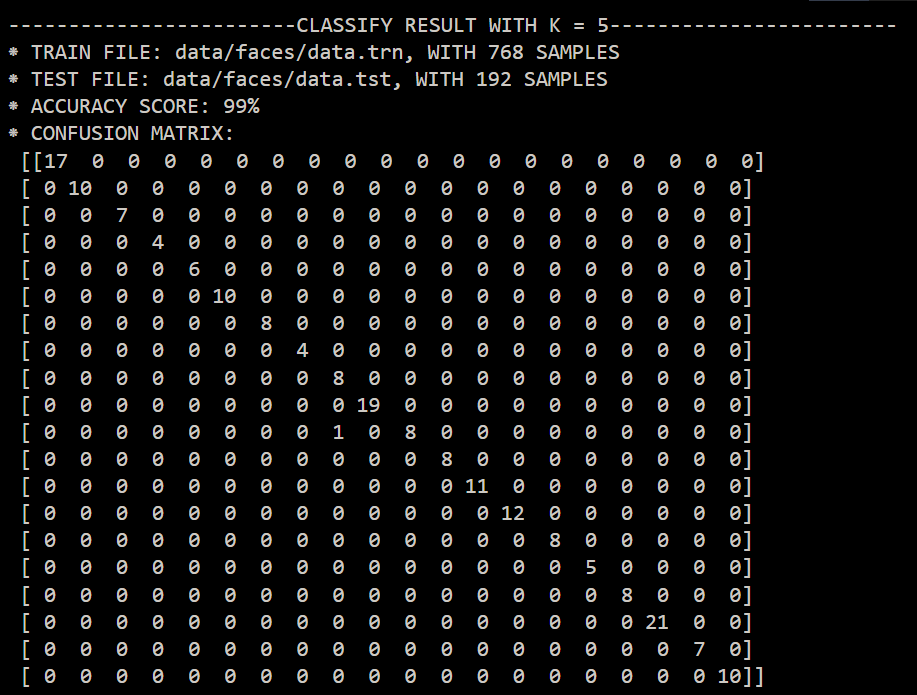 ------------------------CLASSIFY RESULT WITH K = 5------------------------
* TRAIN FILE: data/faces/data.trn, WITH 768 SAMPLES
* TEST FILE: data/faces/data.tst, WITH 192 SAMPLES
* ACCURACY SCORE: 99%
* CONFUSION MATRIX:
[[17  0  0  0  0  0  0  0  0  0  0  0  0  0  0  0  0  0  0  0]
[ 0 10  0  0  0  0  0  0  0  0  0  0  0  0  0  0  0  0  0  0]
[ 0  0  7  0  0  0  0  0  0  0  0  0  0  0  0  0  0  0  0  0]
[ 0  0  0  4  0  0  0  0  0  0  0  0  0  0  0  0  0  0  0  0]
[ 0  0  0  0  6  0  0  0  0  0  0  0  0  0  0  0  0  0  0  0]
[ 0  0  0  0  0 10  0  0  0  0  0  0  0  0  0  0  0  0  0  0]
[ 0  0  0  0  0  0  8  0  0  0  0  0  0  0  0  0  0  0  0  0]
[ 0  0  0  0  0  0  0  4  0  0  0  0  0  0  0  0  0  0  0  0]
[ 0  0  0  0  0  0  0  0  8  0  0  0  0  0  0  0  0  0  0  0]
[ 0  0  0  0  0  0  0  0  0 19  0  0  0  0  0  0  0  0  0  0]
[ 0  0  0  0  0  0  0  0  1  0  8  0  0  0  0  0  0  0  0  0]
[ 0  0  0  0  0  0  0  0  0  0  0  8  0  0  0  0  0  0  0  0]
[ 0  0  0  0  0  0  0  0  0  0  0  0 11  0  0  0  0  0  0  0]
[ 0  0  0  0  0  0  0  0  0  0  0  0  0 12  0  0  0  0  0  0]
[ 0  0  0  0  0  0  0  0  0  0  0  0  0  0  8  0  0  0  0  0]
[ 0  0  0  0  0  0  0  0  0  0  0  0  0  0  0  5  0  0  0  0]
[ 0  0  0  0  0  0  0  0  0  0  0  0  0  0  0  0  8  0  0  0]
[ 0  0  0  0  0  0  0  0  0  0  0  0  0  0  0  0  0 21  0  0]
[ 0  0  0  0  0  0  0  0  0  0  0  0  0  0  0  0  0  0  7  0]
[ 0  0  0  0  0  0  0  0  0  0  0  0  0  0  0  0  0  0  0 10]]